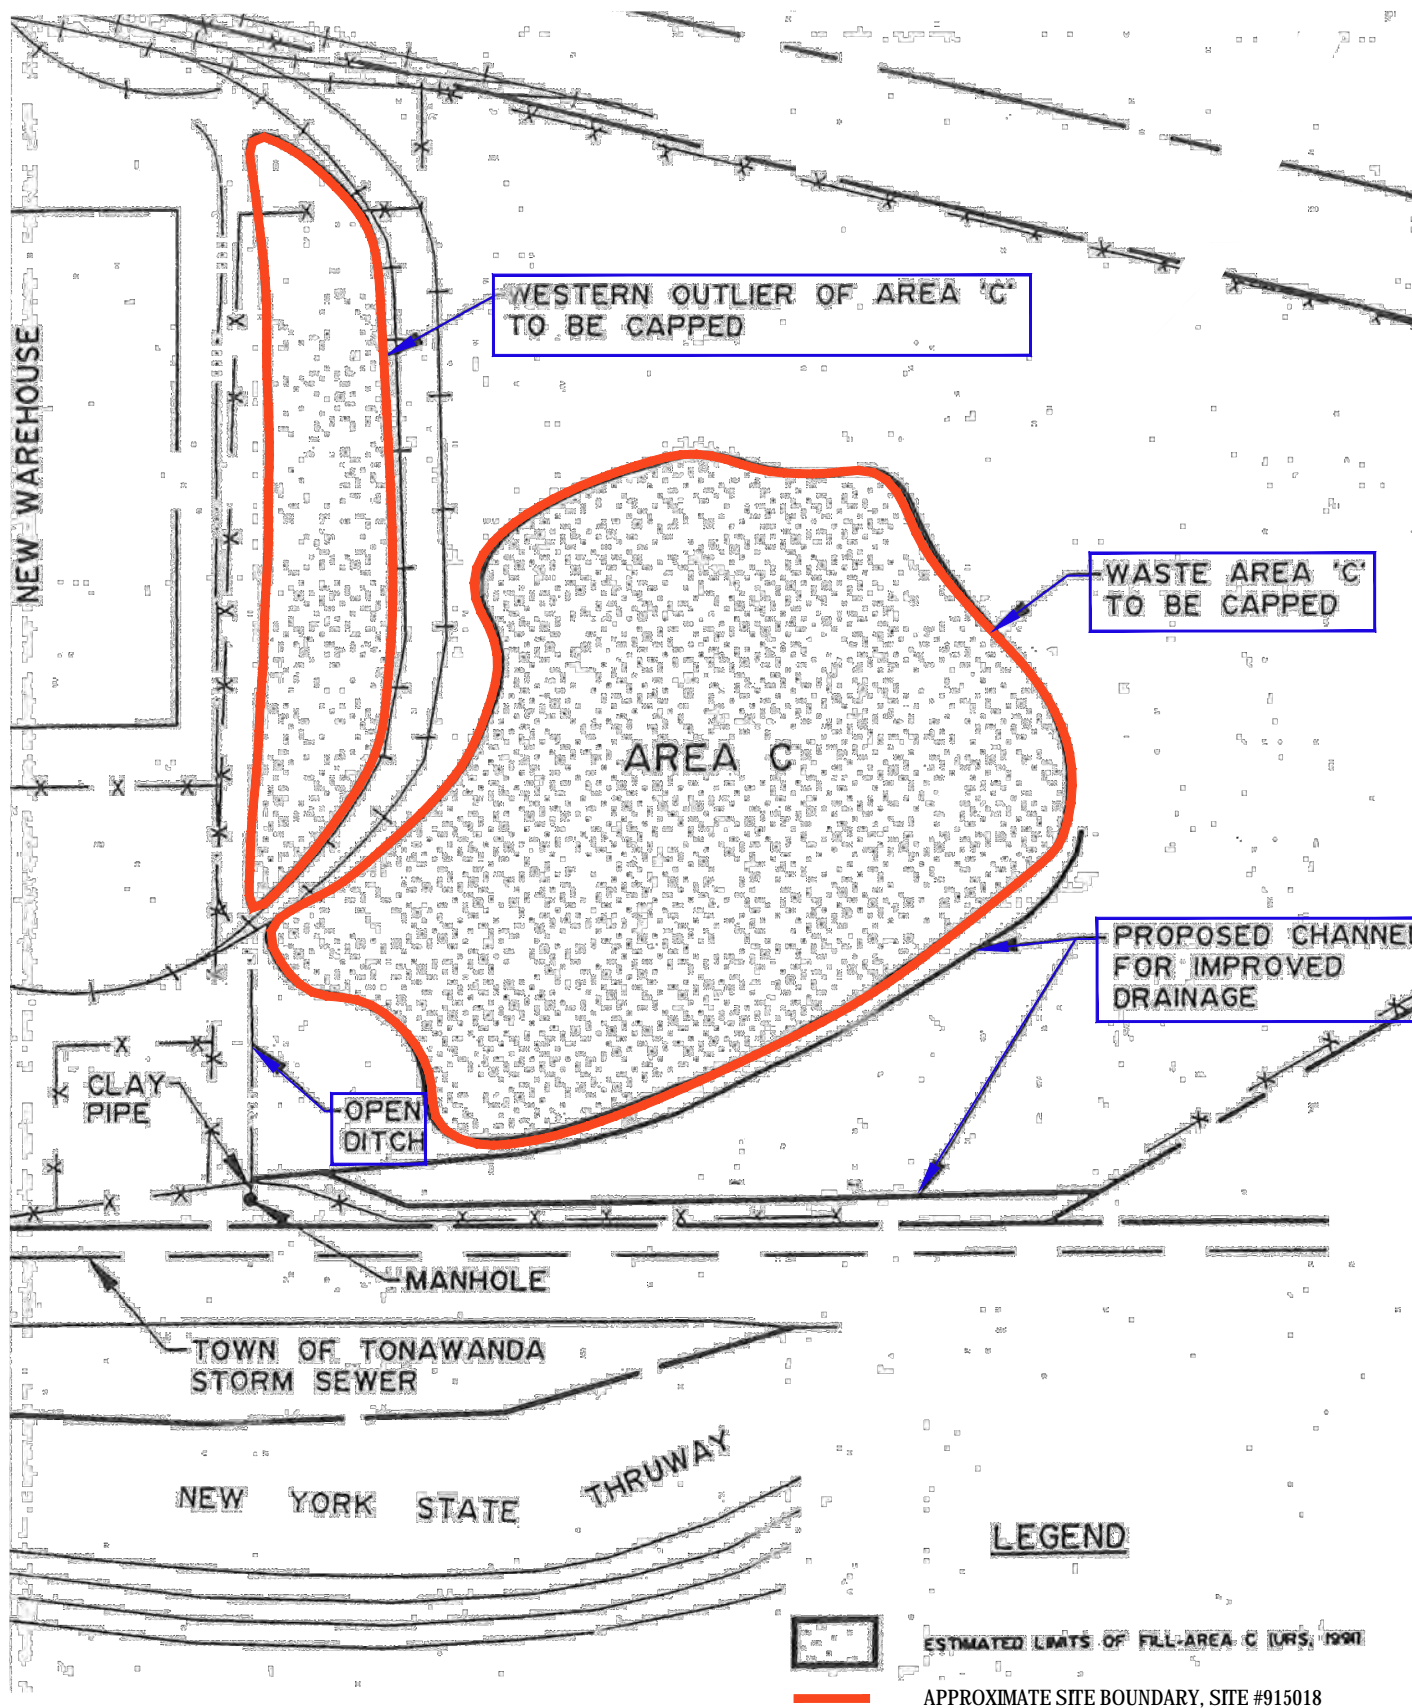 WESTERN OUTLIER OF AREA 'C'
TO BE CAPPED
NEW WAREHOUSE
WASTE AREA 'C'
TO BE CAPPED
AREA C
PROPOSED CHANNEL
FOR IMPROVED
DRAINAGE
CLAY
PIPE
OPEN
DITCH
MANHOLE
TOWN OF TONAWANDA
STORM SEWER
NEW YORK STATE THRUWAY
LEGEND
ESTIMATED LIMITS OF FILL-AREA C (URS, 1991)
APPROXIMATE SITE BOUNDARY, SITE #915018